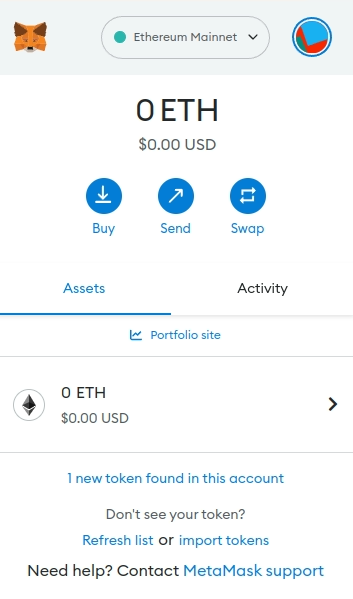 Ethereum Mainnet
0 ETH
$0.00 USD
Buy Send Swap
Assets Activity
Portfolio site
0 ETH
$0.00 USD
1 new token found in this account
Don't see your token?
Refresh list or import tokens
Need help? Contact MetaMask support